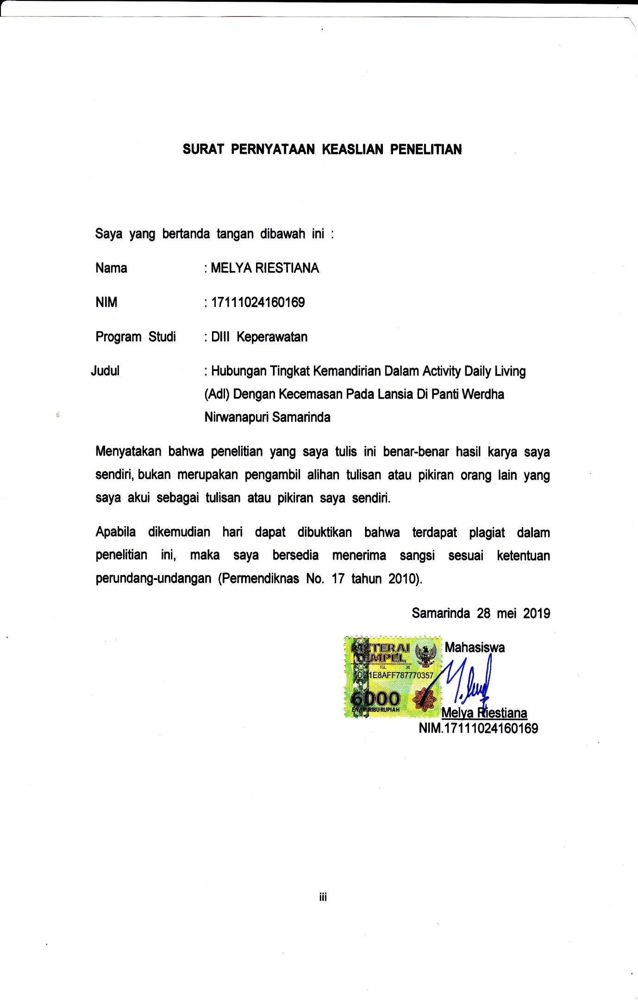 SURAT PERNYATAAN KEASLIAN PENELITIAN
Saya yang bertanda tangan dibawah ini :
Nama : MELYA RIESTIANA
NIM : 17111024160169
Program Studi : DIII Keperawatan
Judul : Hubungan Tingkat Kemandirian Dalam Activity Daily Living
(Adl) Dengan Kecemasan Pada Lansia Di Panti Werdha
Nirwanapuri Samarinda
Menyatakan bahwa penelitian yang saya tulis ini benar-benar hasil karya saya
sendiri, bukan merupakan pengambil alihan tulisan atau pikiran orang lain yang
saya akui sebagai tulisan atau pikiran saya sendiri.
Apabila dikemudian hari dapat dibuktikan bahwa terdapat plagiat dalam
penelitian ini, maka saya bersedia menerima sangsi sesuai ketentuan
perundang-undangan (Permendiknas No. 17 tahun 2010).
Samarinda 28 mei 2019
Mahasiswa
METERAI
TEMPEL
TGL 20
1E8AFF787770357
6000
ENAM RIBU RUPIAH
Melya Riestiana
NIM.17111024160169
iii